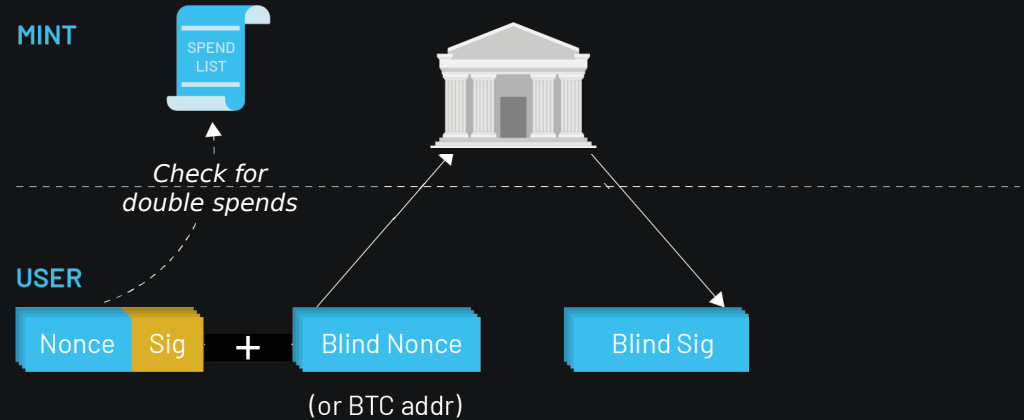 MINT
SPEND
LIST
Check for
double spends
USER
Nonce
Sig
+
Blind Nonce
Blind Sig
(or BTC addr)